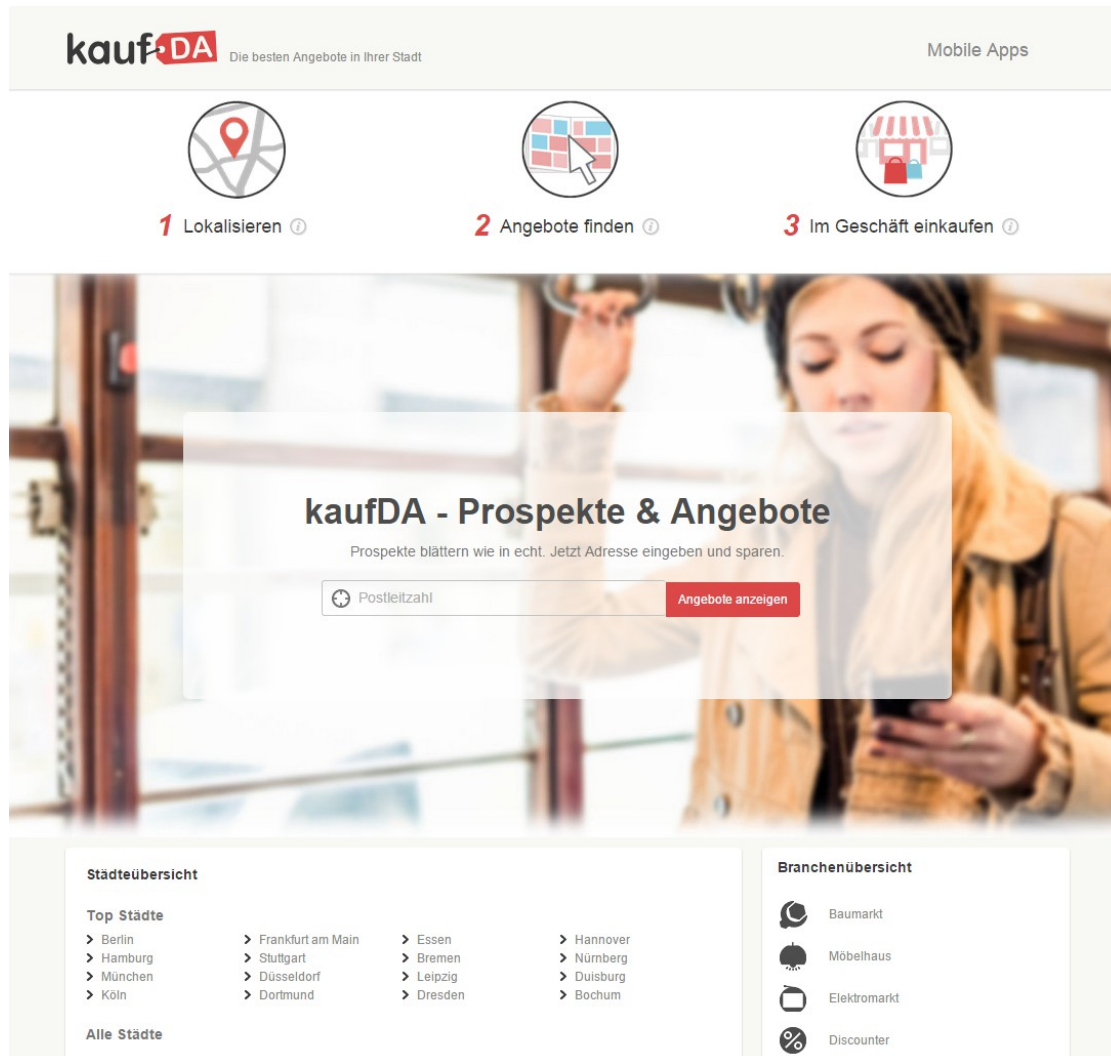 kaufDA Die besten Angebote in Ihrer Stadt
Mobile Apps
1 Lokalisieren
2 Angebote finden
3 Im Geschäft einkaufen
kaufDA - Prospekte & Angebote
Prospekte blättern wie in echt. Jetzt Adresse eingeben und sparen.
Postleitzahl
Angebote anzeigen
Städteübersicht
Top Städte
Berlin
Hamburg
München
Köln
Frankfurt am Main
Stuttgart
Düsseldorf
Dortmund
Essen
Bremen
Leipzig
Dresden
Hannover
Nürnberg
Duisburg
Bochum
Alle Städte
Branchenübersicht
Baumarkt
Möbelhaus
Elektromarkt
Discounter